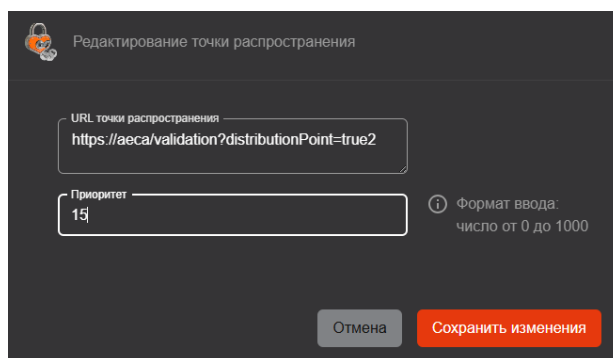 Редактирование точки распространения
URL точки распространения
https://aeca/validation?distributionPoint=true2
Приоритет
15
Формат ввода:
число от 0 до 1000
Отмена
Сохранить изменения